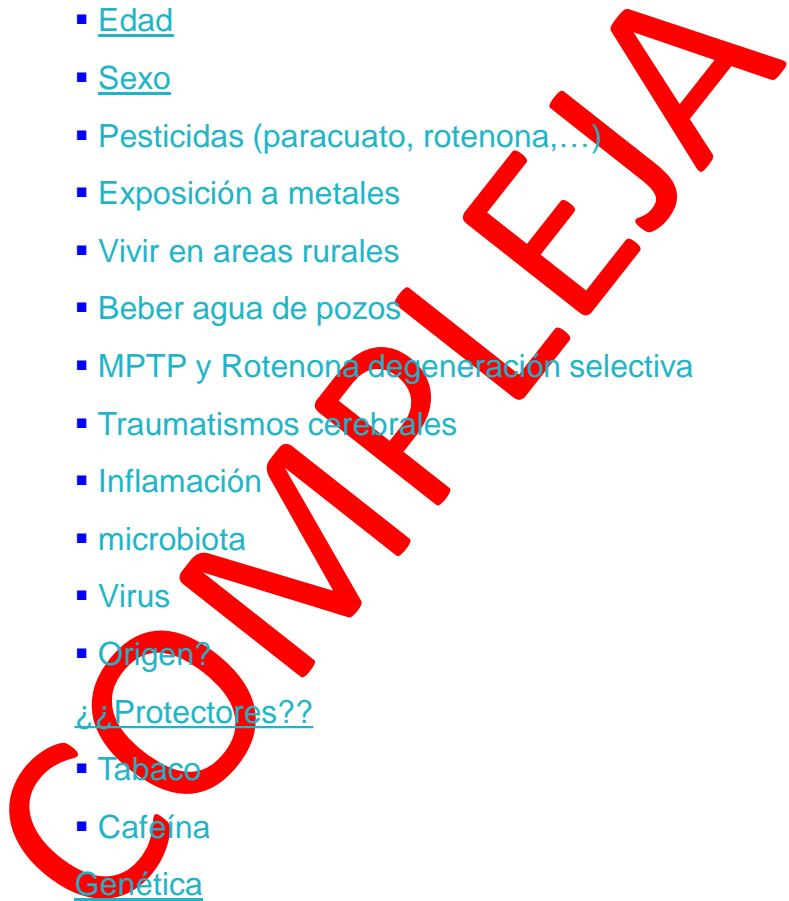 ▪ Edad
▪ Sexo
▪ Pesticidas (paracuato, rotenona,…)
▪ Exposición a metales
▪ Vivir en areas rurales
▪ Beber agua de pozos
▪ MPTP y Rotenona degeneración selectiva
▪ Traumatismos cerebrales
▪ Inflamación
▪ microbiota
▪ Virus
▪ Origen?
¿¿Protectores??
▪ Tabaco
▪ Cafeína
Genética
COMPLEJA